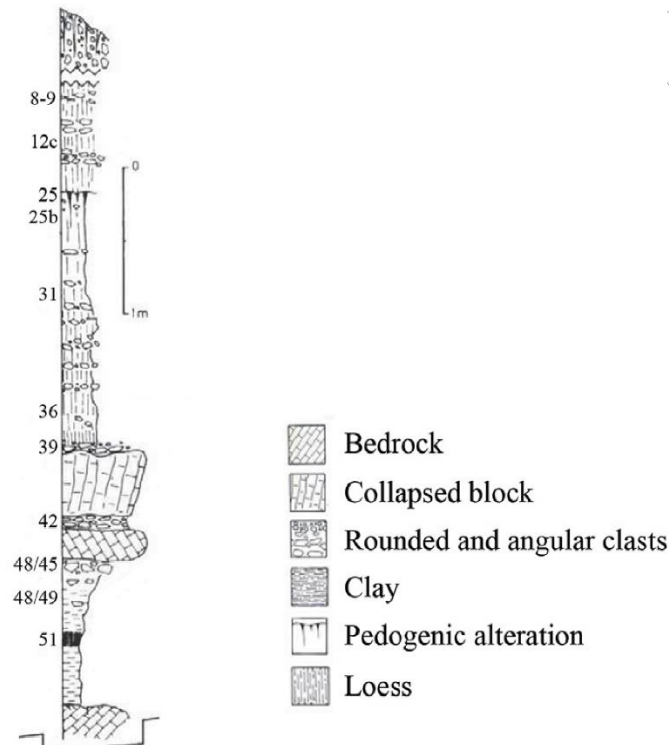 8-9
12c
0
25
25b
31
1m
36
39
42
48/45
48/49
51
Bedrock
Collapsed block
Rounded and angular clasts
Clay
Pedogenic alteration
Loess